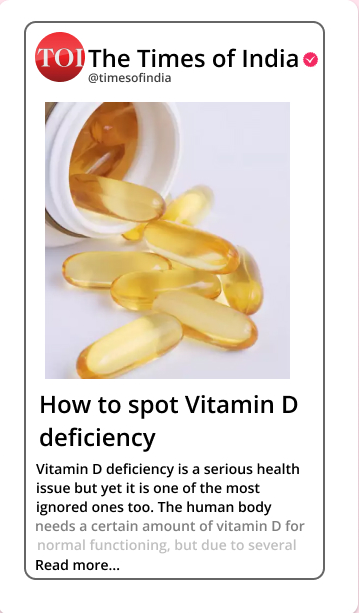 TOI The Times of India
@timesofindia
How to spot Vitamin D
deficiency
Vitamin D deficiency is a serious health
issue but yet it is one of the most
ignored ones too. The human body
needs a certain amount of vitamin D for
normal functioning, but due to several
Read more...